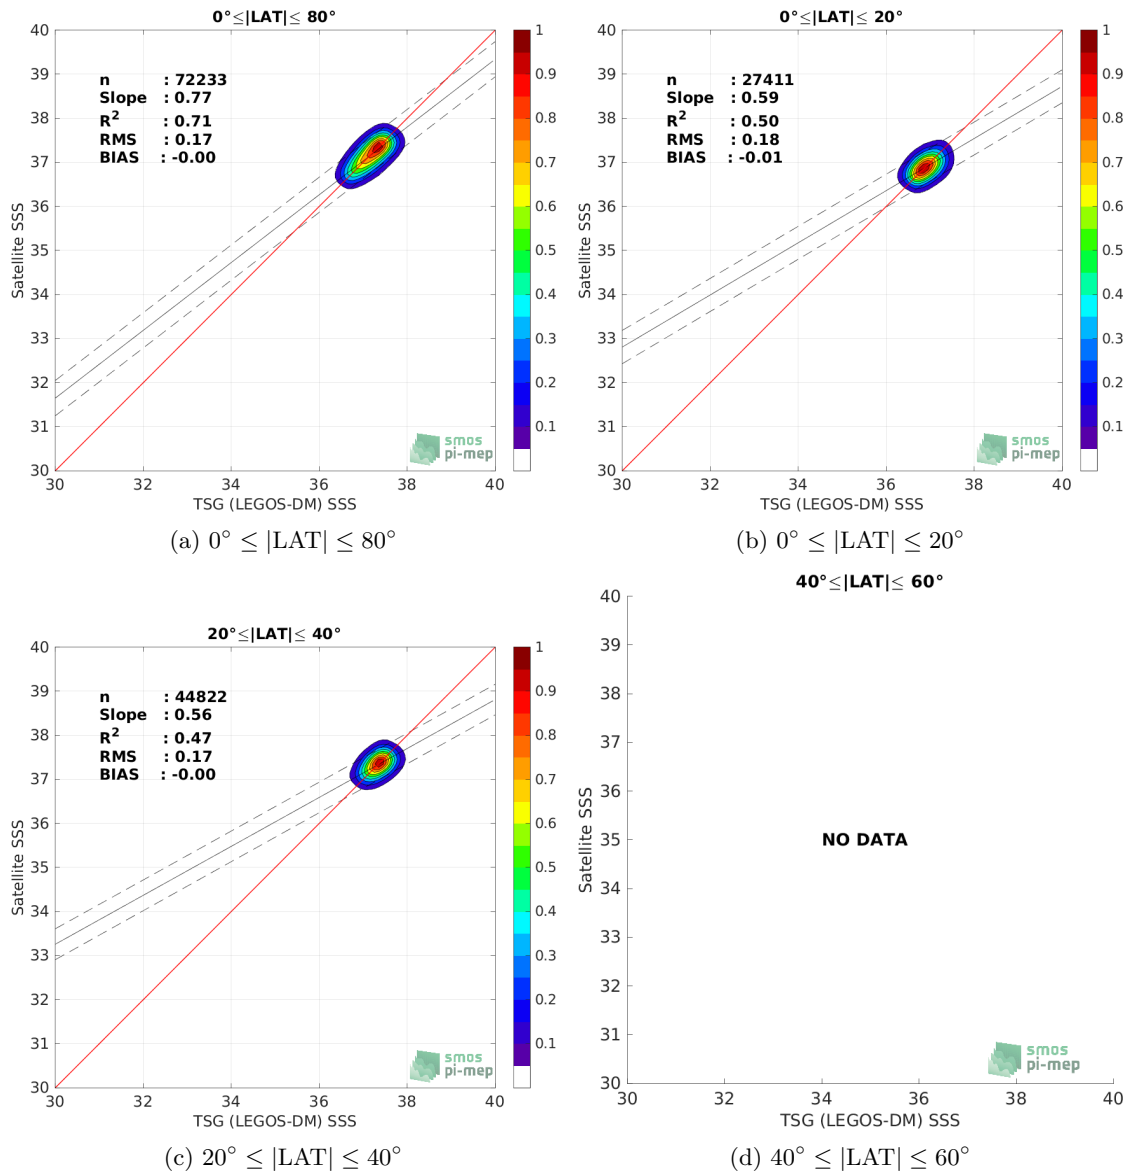 0°≤|LAT|≤ 80°
40
39
38
37
36
35
34
33
32
31
30
Satellite SSS
n : 72233
Slope : 0.77
R² : 0.71
RMS : 0.17
BIAS : -0.00
smos
pi-mep
30 32 34 36 38 40
TSG (LEGOS-DM) SSS
1
0.9
0.8
0.7
0.6
0.5
0.4
0.3
0.2
0.1
(a) 0° ≤ |LAT| ≤ 80°
0°≤|LAT|≤ 20°
40
39
38
37
36
35
34
33
32
31
30
Satellite SSS
n : 27411
Slope : 0.59
R² : 0.50
RMS : 0.18
BIAS : -0.01
smos
pi-mep
30 32 34 36 38 40
TSG (LEGOS-DM) SSS
1
0.9
0.8
0.7
0.6
0.5
0.4
0.3
0.2
0.1
(b) 0° ≤ |LAT| ≤ 20°
20°≤|LAT|≤ 40°
40
39
38
37
36
35
34
33
32
31
30
Satellite SSS
n : 44822
Slope : 0.56
R² : 0.47
RMS : 0.17
BIAS : -0.00
smos
pi-mep
30 32 34 36 38 40
TSG (LEGOS-DM) SSS
1
0.9
0.8
0.7
0.6
0.5
0.4
0.3
0.2
0.1
(c) 20° ≤ |LAT| ≤ 40°
40°≤|LAT|≤ 60°
40
39
38
37
36
35
34
33
32
31
30
Satellite SSS
NO DATA
smos
pi-mep
30 32 34 36 38 40
TSG (LEGOS-DM) SSS
(d) 40° ≤ |LAT| ≤ 60°